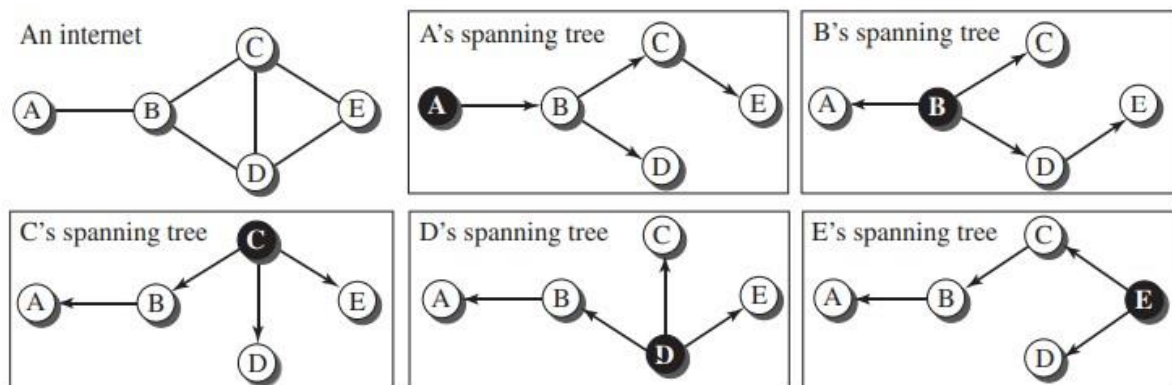 An internet
C
A
B
E
D
A's spanning tree
C
A
B
E
D
B's spanning tree
C
A
B
E
D
C's spanning tree
C
A
B
E
D
D's spanning tree
C
A
B
E
D
E's spanning tree
C
A
B
E
D